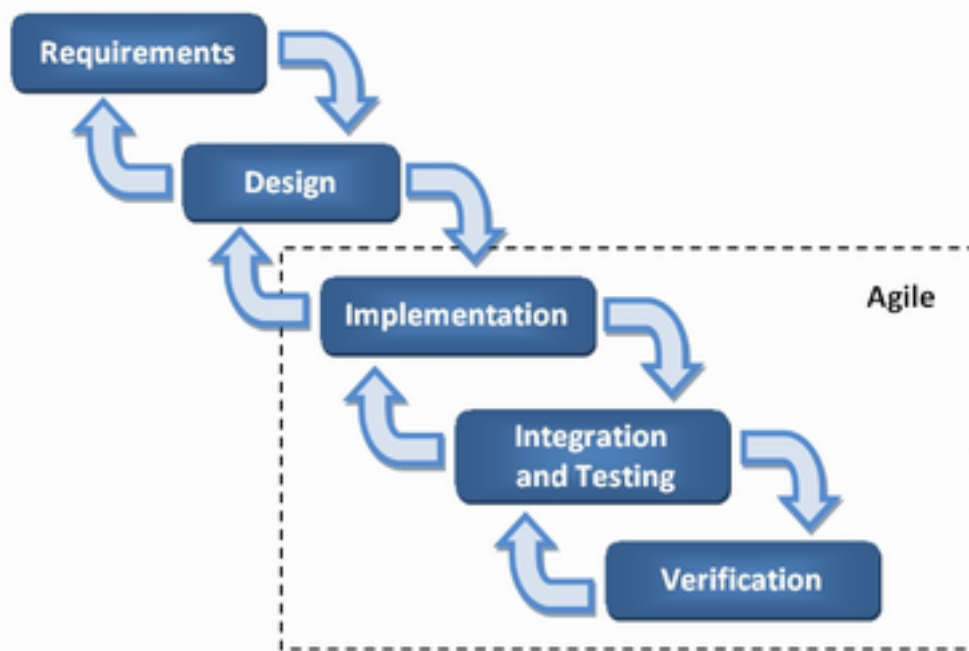 Requirements
Design
Agile
Implementation
Integration
and Testing
Verification